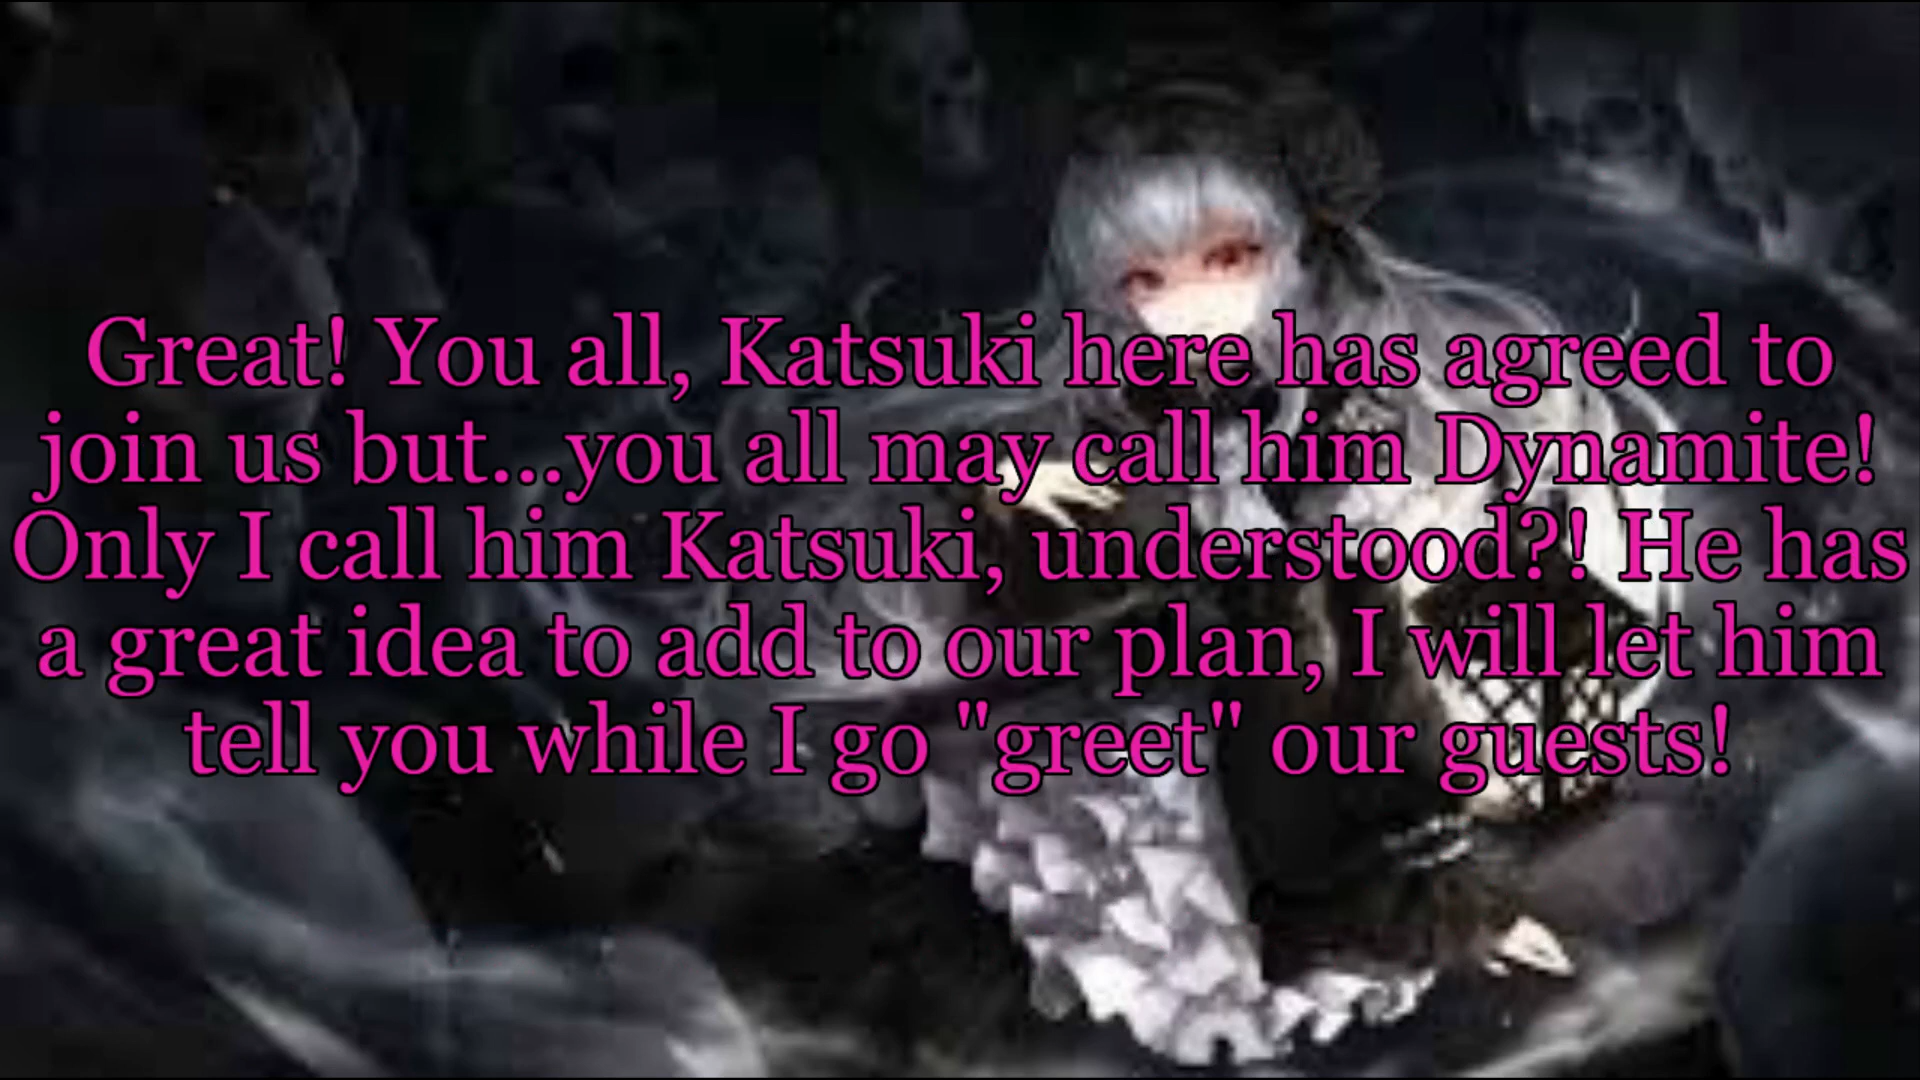 Great! You all, Katsuki here has agreed to
join us but...you all may call him Dynamite!
Only I call him Katsuki, understood?! He has
a great idea to add to our plan, I will let him
tell you while I go "greet" our guests!